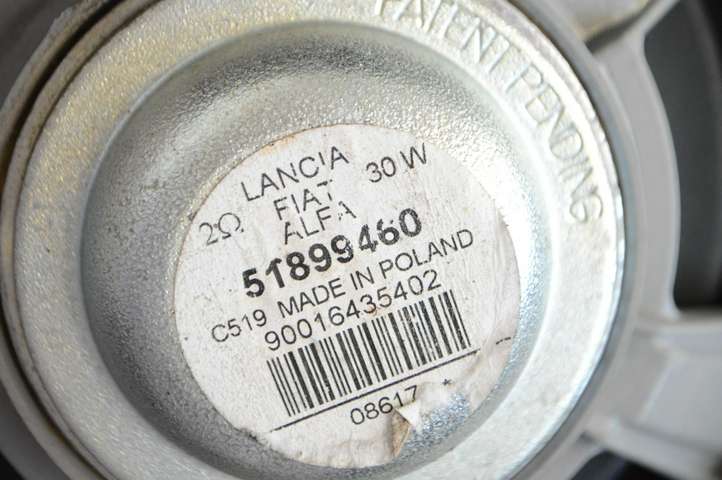 PATENT PENDING
LANCIA
2Ω FIAT 30 W
ALFA
51899460
C519 MADE IN POLAND
90016435402
08617 *